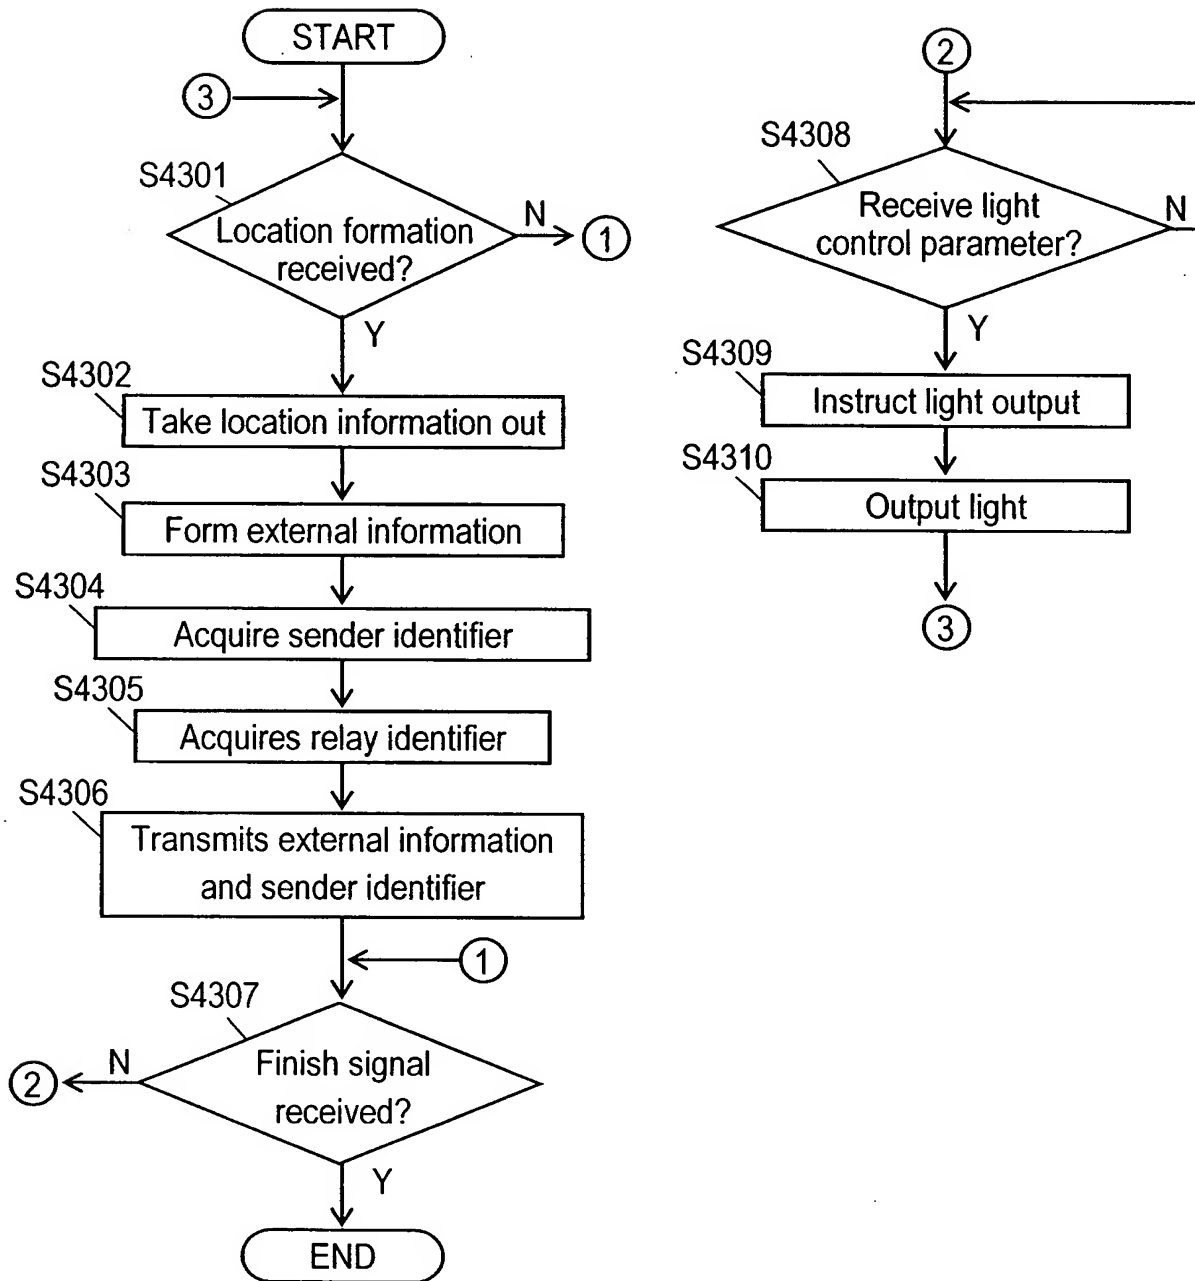 START
3
S4301
Location formation
received?
N
1
Y
S4302
Take location information out
S4303
Form external information
S4304
Acquire sender identifier
S4305
Acquires relay identifier
S4306
Transmits external information
and sender identifier
1
S4307
Finish signal
received?
N
2
Y
END
2
S4308
Receive light
control parameter?
N
Y
S4309
Instruct light output
S4310
Output light
3